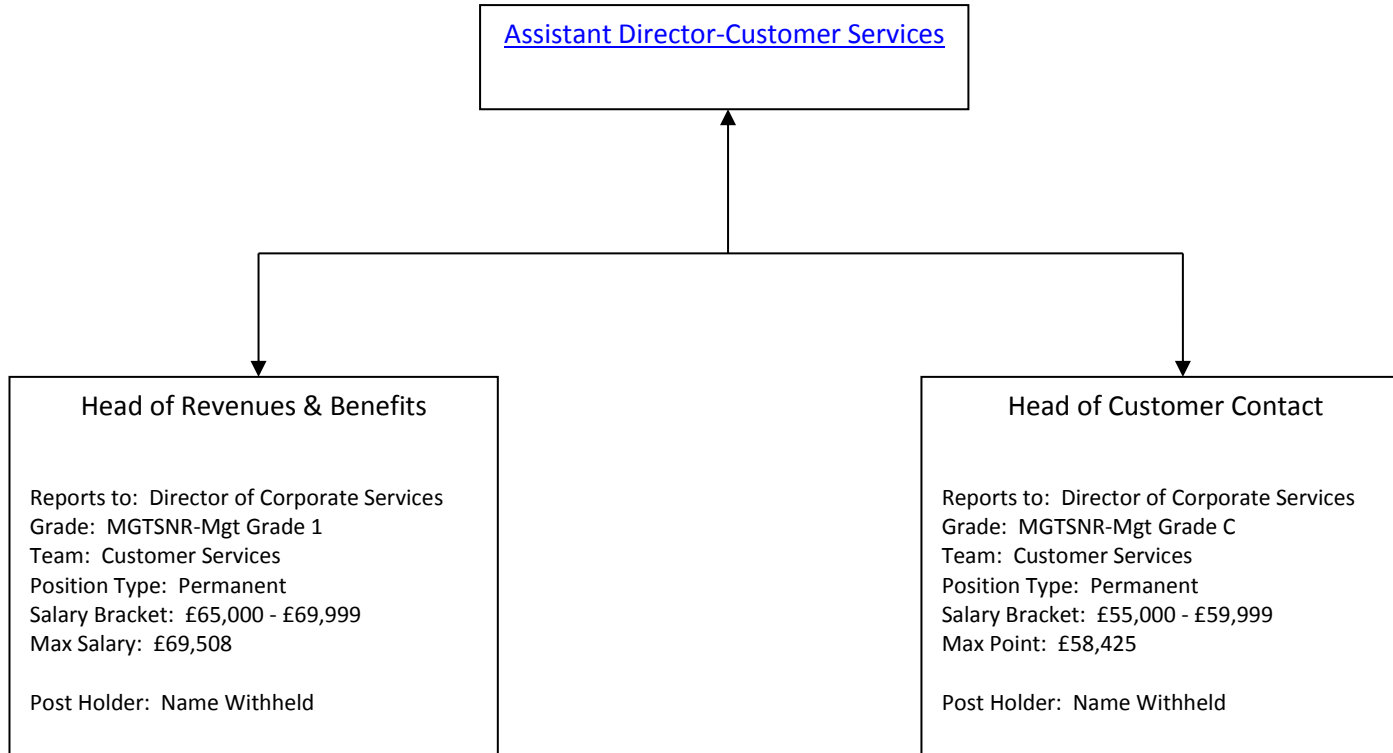 Assistant Director-Customer Services
Head of Revenues & Benefits
Reports to: Director of Corporate Services
Grade: MGTSNR-Mgt Grade 1
Team: Customer Services
Position Type: Permanent
Salary Bracket: £65,000 - £69,999
Max Salary: £69,508
Post Holder: Name Withheld
Head of Customer Contact
Reports to: Director of Corporate Services
Grade: MGTSNR-Mgt Grade C
Team: Customer Services
Position Type: Permanent
Salary Bracket: £55,000 - £59,999
Max Point: £58,425
Post Holder: Name Withheld